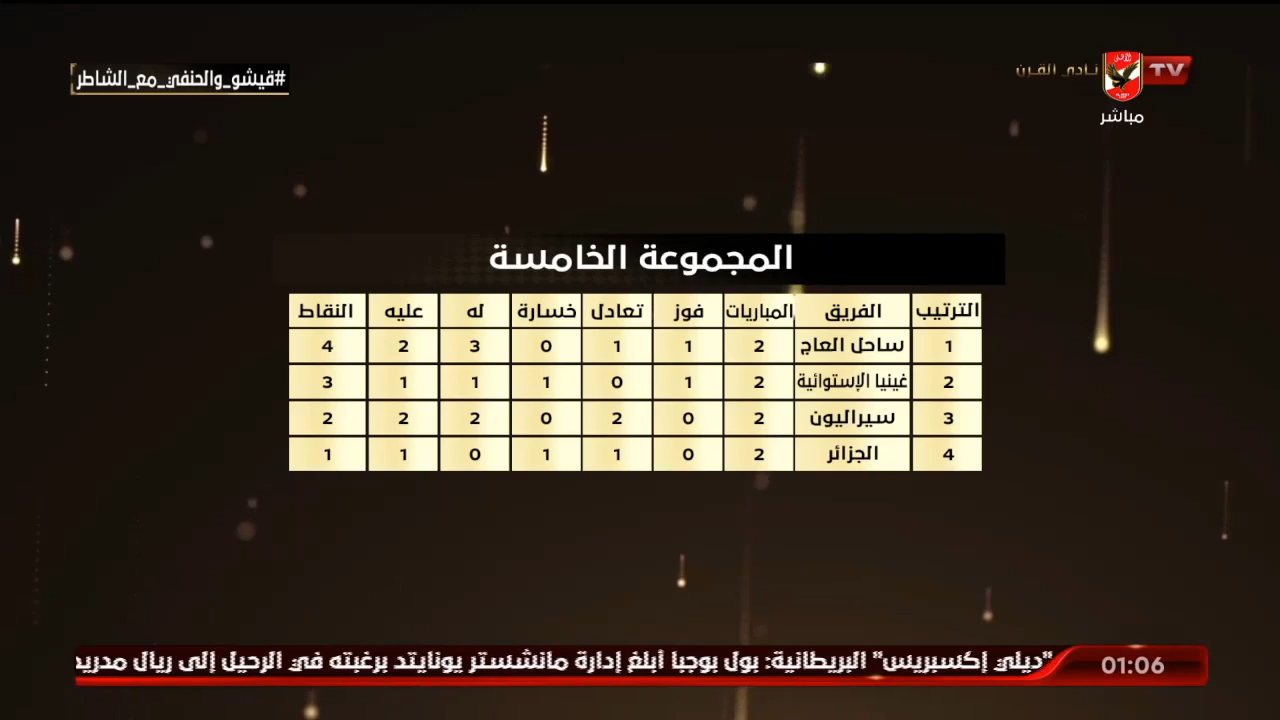 #قيشو_والحنفي_مع_الشاطر
نادي القرن TV
مباشر
المجموعة الخامسة
الترتيب الفريق المباريات فوز تعادل خسارة له عليه النقاط
1 ساحل العاج 2 1 1 0 3 2 4
2 غينيا الإستوائية 2 1 0 1 1 1 3
3 سيراليون 2 0 2 0 2 2 2
4 الجزائر 2 0 1 1 0 1 1
"ديلي إكسبريس" البريطانية: بول بوجبا أبلغ إدارة مانشستر يونايتد برغبته في الرحيل إلى ريال مدريد
01:06